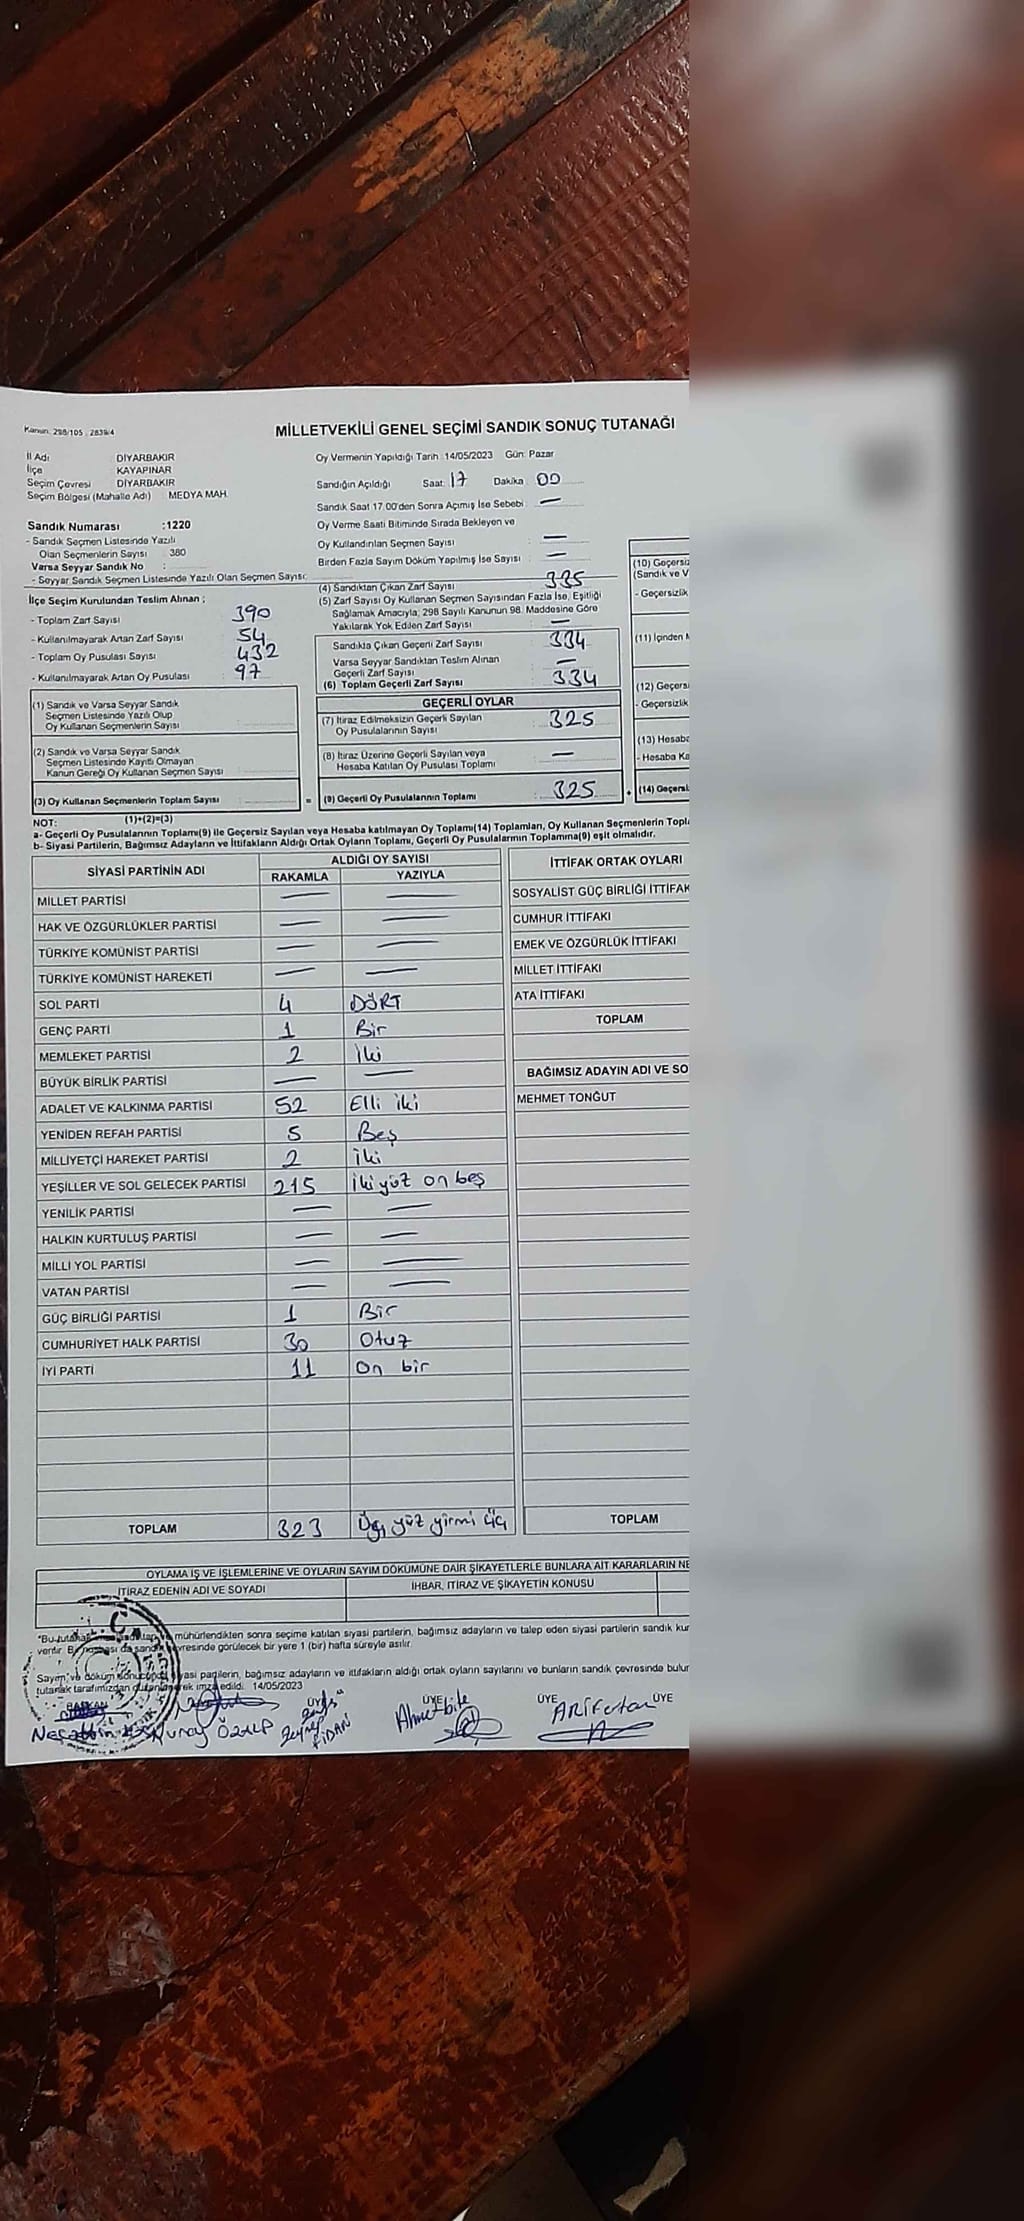 Kanun: 298/105 , 2839/4
MİLLETVEKİLİ GENEL SEÇİMİ SANDIK SONUÇ TUTANAĞI
İl Adı DİYARBAKIR
İlçe KAYAPINAR
Seçim Çevresi DİYARBAKIR
Seçim Bölgesi (Mahalle Adı) MEDYA MAH.
Oy Vermenin Yapıldığı Tarih :14/05/2023 Gün: Pazar
Sandığın Açıldığı Saat: 17 Dakika 00
Sandık Saat 17.00'den Sonra Açımış İse Sebebi : —
Oy Verme Saati Bitiminde Sırada Bekleyen ve
Oy Kullandırılan Seçmen Sayısı —
Birden Fazla Sayım Döküm Yapılmış İse Sayısı : —
Sandık Numarası :1220
- Sandık Seçmen Listesinde Yazılı
Olan Seçmenlerin Sayısı : 380
Varsa Seyyar Sandık No :
- Seyyar Sandık Seçmen Listesinde Yazılı Olan Seçmen Sayısı:
İlçe Seçim Kurulundan Teslim Alınan ;
- Toplam Zarf Sayısı 390
- Kullanılmayarak Artan Zarf Sayısı 54
- Toplam Oy Pusulası Sayısı 432
- Kullanılmayarak Artan Oy Pusulası 97
(4) Sandıktan Çıkan Zarf Sayısı 335
(5) Zarf Sayısı Oy Kullanan Seçmen Sayısından Fazla İse, Eşitliği
Sağlamak Amacıyla; 298 Sayılı Kanunun 98. Maddesine Göre
Yakılarak Yok Edilen Zarf Sayısı —
Sandıkta Çıkan Geçerli Zarf Sayısı 334
Varsa Seyyar Sandıktan Teslim Alınan
Geçerli Zarf Sayısı —
(6) Toplam Geçerli Zarf Sayısı 334
(1) Sandık ve Varsa Seyyar Sandık
Seçmen Listesinde Yazılı Olup
Oy Kullanan Seçmenlerin Sayısı
(2) Sandık ve Varsa Seyyar Sandık
Seçmen Listesinde Kayıtlı Olmayan
Kanun Gereği Oy Kullanan Seçmen Sayısı
(3) Oy Kullanan Seçmenlerin Toplam Sayısı =
GEÇERLİ OYLAR
(7) İtiraz Edilmeksizin Geçerli Sayılan
Oy Pusulalarının Sayısı 325
(8) İtiraz Üzerine Geçerli Sayılan veya
Hesaba Katılan Oy Pusulası Toplamı —
(9) Geçerli Oy Pusulalarının Toplamı 325
(10) Geçersiz
(Sandık ve V
- Geçersizlik
(11) İçinden
(12) Geçers
- Geçersizlik
(13) Hesaba
- Hesaba Ka
(14) Geçersi
NOT: (1)+(2)=(3)
a- Geçerli Oy Pusulalarının Toplamı(9) ile Geçersiz Sayılan veya Hesaba katılmayan Oy Toplamı(14) Toplamları, Oy Kullanan Seçmenlerin Topl
b- Siyasi Partilerin, Bağımsız Adayların ve İttifakların Aldığı Ortak Oyların Toplamı, Geçerli Oy Pusulalarının Toplamına(9) eşit olmalıdır.
SİYASİ PARTİNİN ADI ALDIĞI OY SAYISI
RAKAMLA YAZIYLA
MİLLET PARTİSİ — —
HAK VE ÖZGÜRLÜKLER PARTİSİ — —
TÜRKİYE KOMÜNİST PARTİSİ — —
TÜRKİYE KOMÜNİST HAREKETİ — —
SOL PARTİ 4 DÖRT
GENÇ PARTİ 1 Bir
MEMLEKET PARTİSİ 2 İki
BÜYÜK BİRLİK PARTİSİ — —
ADALET VE KALKINMA PARTİSİ 52 Elli iki
YENİDEN REFAH PARTİSİ 5 Beş
MİLLİYETÇİ HAREKET PARTİSİ 2 İki
YEŞİLLER VE SOL GELECEK PARTİSİ 215 İki yüz on beş
YENİLİK PARTİSİ — —
HALKIN KURTULUŞ PARTİSİ — —
MİLLİ YOL PARTİSİ — —
VATAN PARTİSİ — —
GÜÇ BİRLİĞİ PARTİSİ 1 Bir
CUMHURİYET HALK PARTİSİ 30 Otuz
İYİ PARTİ 11 On bir
TOPLAM 323 Üç yüz yirmi üç
İTTİFAK ORTAK OYLARI
SOSYALİST GÜÇ BİRLİĞİ İTTİFAK
CUMHUR İTTİFAKI
EMEK VE ÖZGÜRLÜK İTTİFAKI
MİLLET İTTİFAKI
ATA İTTİFAKI
TOPLAM
BAĞIMSIZ ADAYIN ADI VE SO
MEHMET TONĞUT
TOPLAM
OYLAMA İŞ VE İŞLEMLERİNE VE OYLARIN SAYIM DÖKÜMÜNE DAİR ŞİKAYETLERLE BUNLARA AİT KARARLARIN NE
İTİRAZ EDENİN ADI VE SOYADI İHBAR, İTİRAZ VE ŞİKAYETİN KONUSU
mühürlendikten sonra seçime katılan siyasi partilerin, bağımsız adayların ve talep eden siyasi partilerin sandık kur
çevresinde görülecek bir yere 1 (bir) hafta süreyle asılır.
Sayım ve döküm siyasi partilerin, bağımsız adayların ve ittifakların aldığı ortak oyların sayılarını ve bunların sandık çevresinde bulun
tutanak tarafımızdan imza edildi. 14/05/2023
BAŞKAN ÜYE ÜYE ÜYE ÜYE
Nuray ÖZALP Zeynep FİDAN Ahmet bite